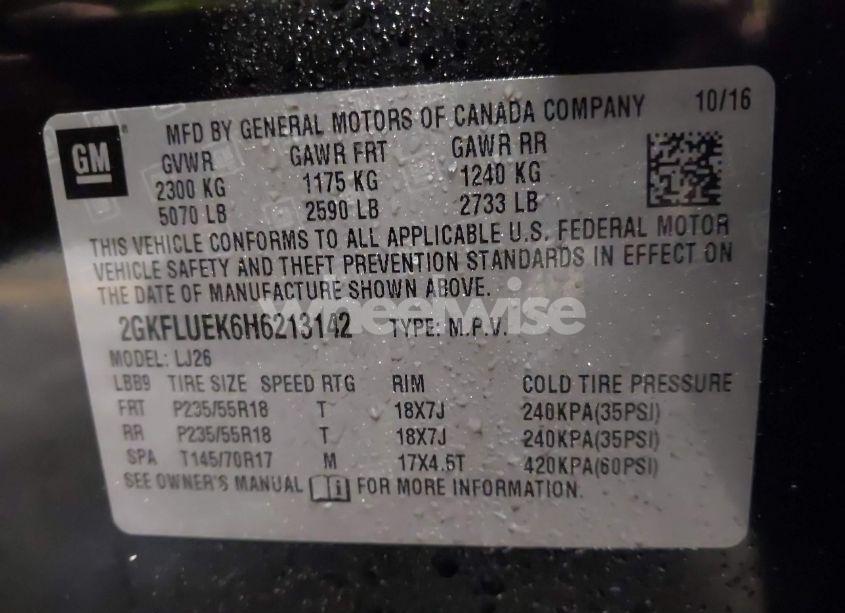 GM
®
MFD BY GENERAL MOTORS OF CANADA COMPANY 10/16
GVWR GAWR FRT GAWR RR
2300 KG 1175 KG 1240 KG
5070 LB 2590 LB 2733 LB
THIS VEHICLE CONFORMS TO ALL APPLICABLE U.S. FEDERAL MOTOR
VEHICLE SAFETY AND THEFT PREVENTION STANDARDS IN EFFECT ON
THE DATE OF MANUFACTURE SHOWN ABOVE.
wheelwise
2GKFLUEK6H6213142 TYPE: M.P.V.
MODEL: LJ26
LBB9 TIRE SIZE SPEED RTG RIM COLD TIRE PRESSURE
FRT P235/55R18 T 18X7J 240KPA(35PSI)
RR P235/55R18 T 18X7J 240KPA(35PSI)
SPA T145/70R17 M 17X4.5T 420KPA(60PSI)
SEE OWNER'S MANUAL i FOR MORE INFORMATION.